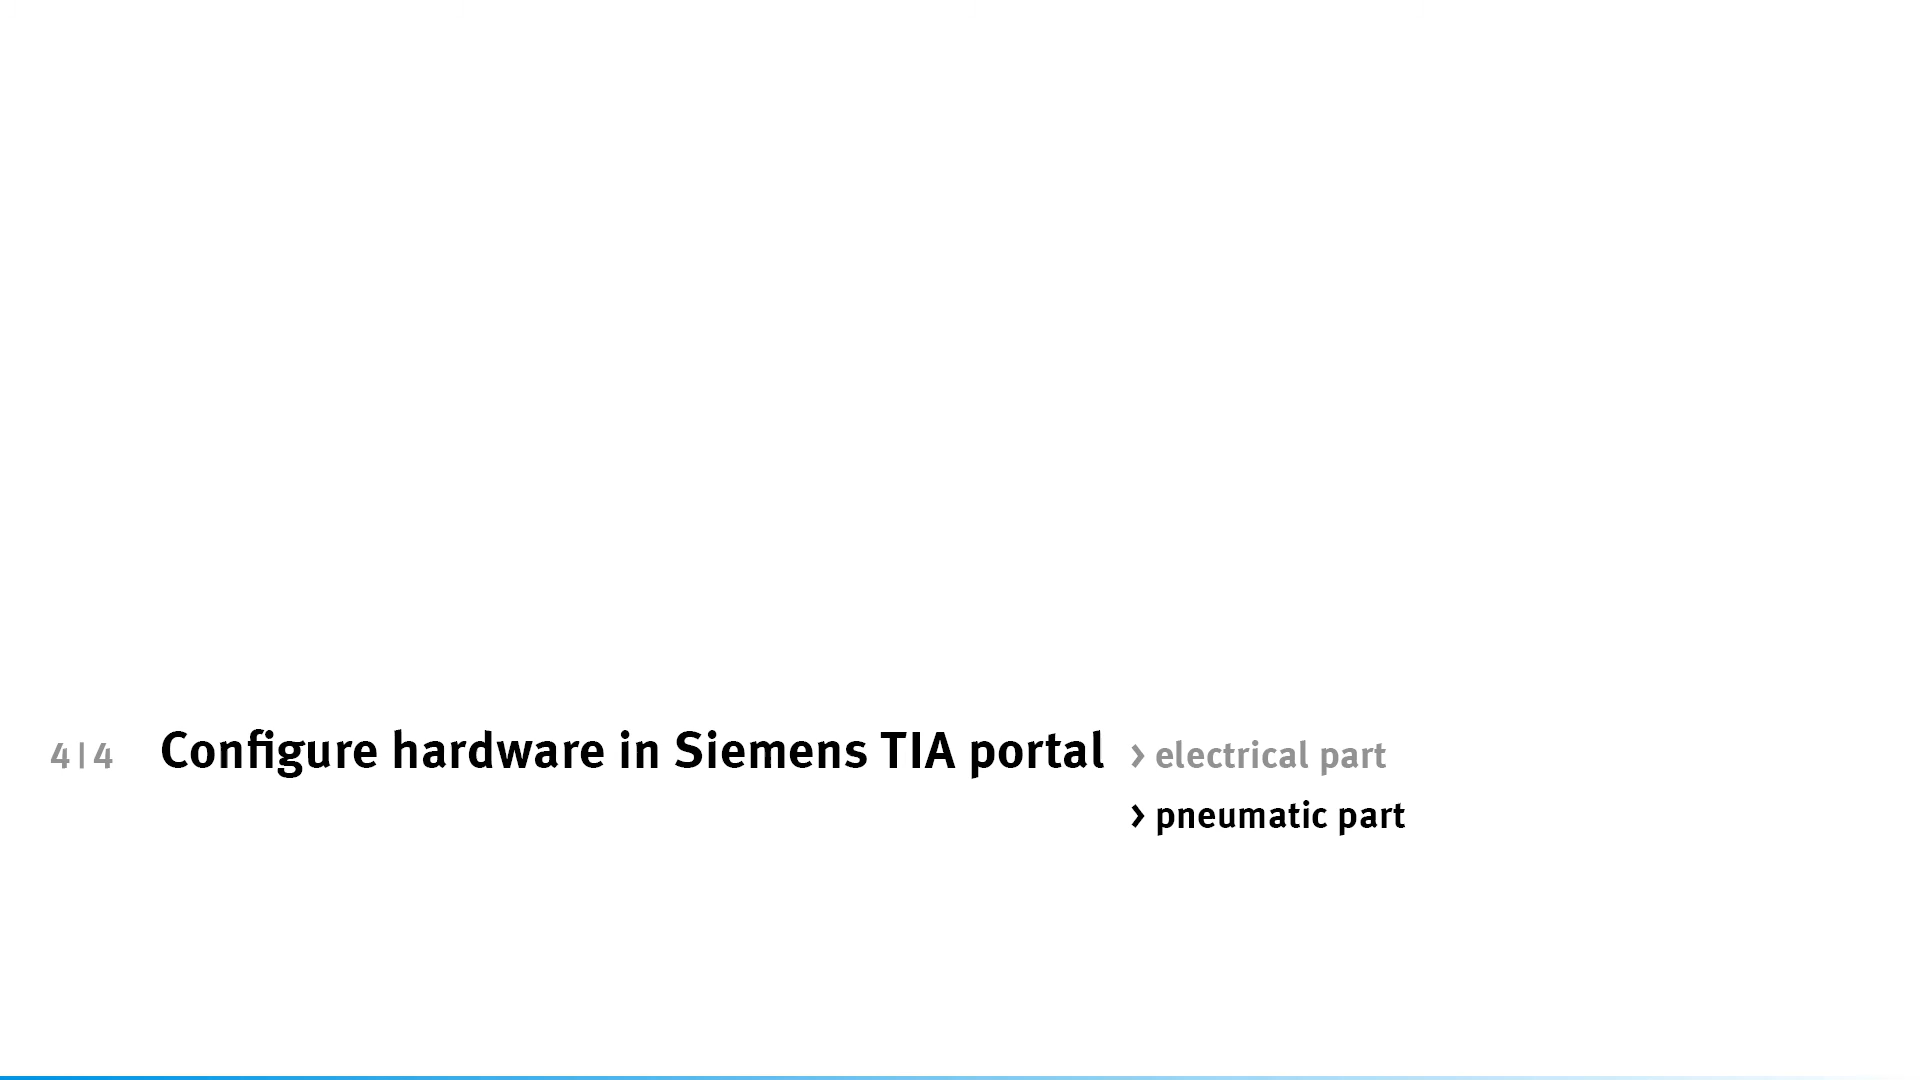 4|4 Configure hardware in Siemens TIA portal › electrical part
› pneumatic part